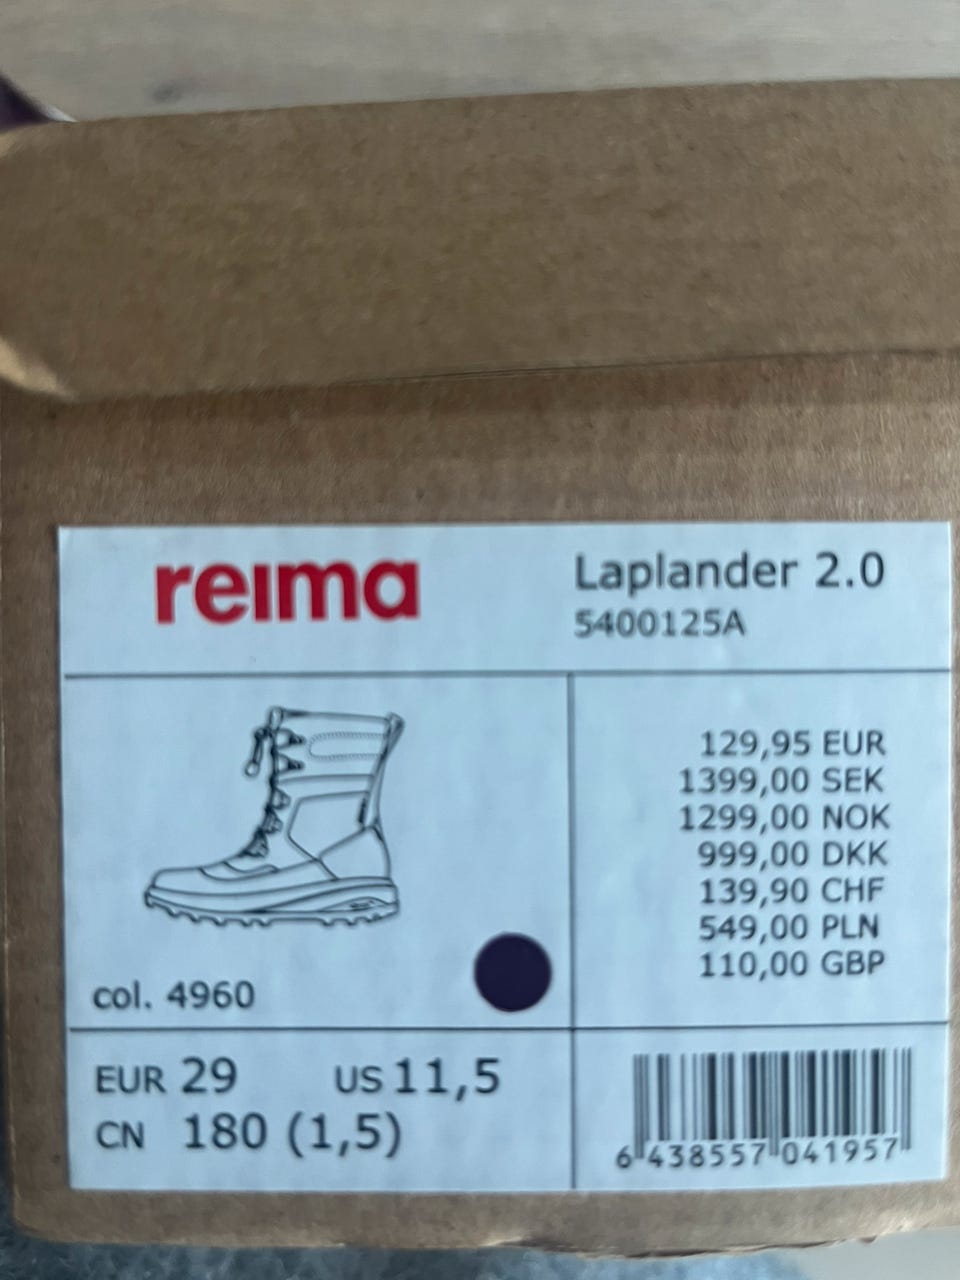 reima
Laplander 2.0
5400125A
129,95 EUR
1399,00 SEK
1299,00 NOK
999,00 DKK
139,90 CHF
549,00 PLN
110,00 GBP
col. 4960
EUR 29 US 11,5
CN 180 (1,5)
6 438557 041957